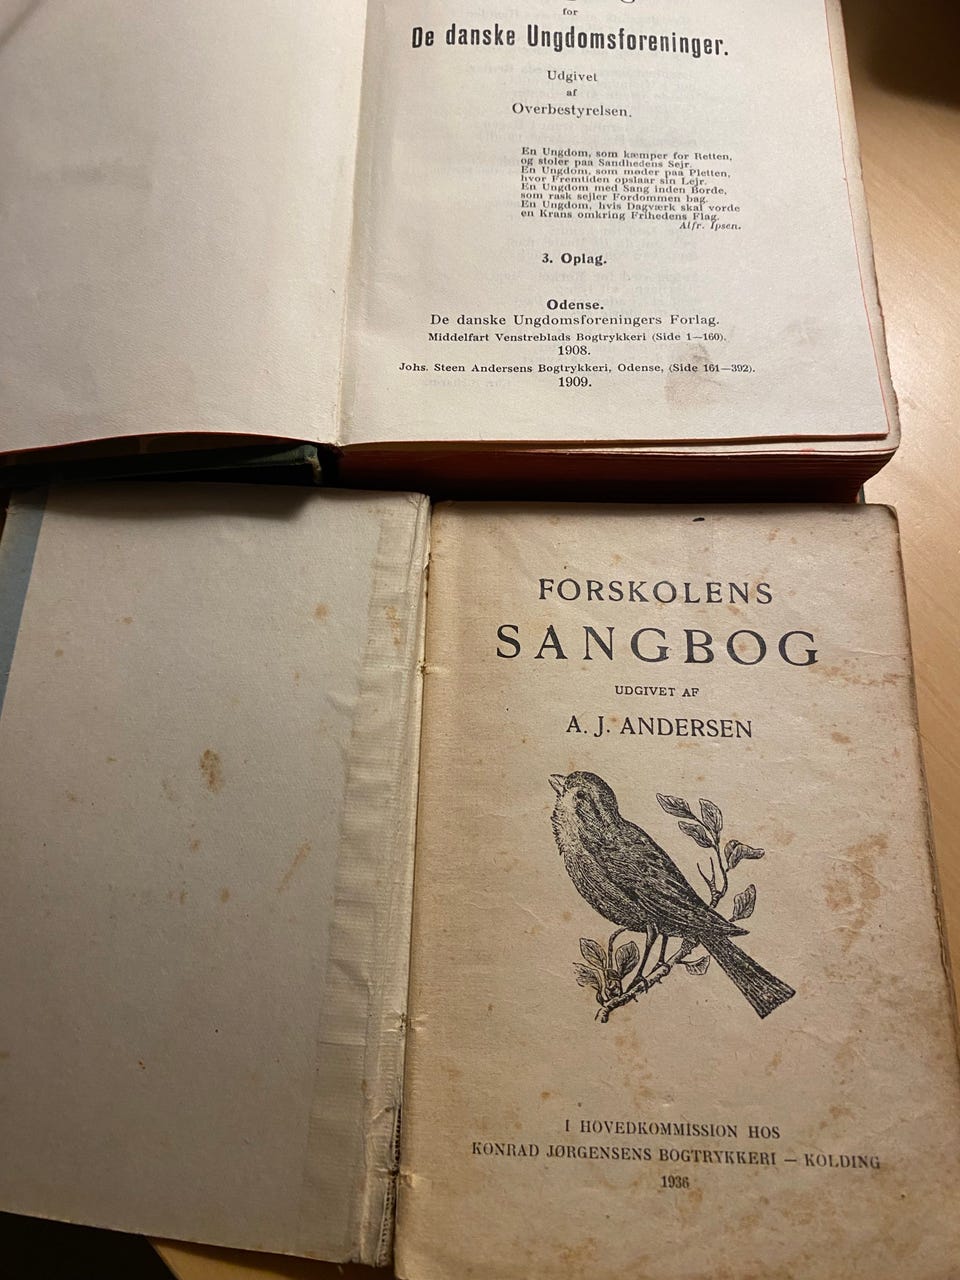 for
De danske Ungdomsforeninger.
Udgivet
af
Overbestyrelsen.
En Ungdom, som kæmper for Retten,
og stoler paa Sandhedens Sejr.
En Ungdom, som møder paa Pletten,
hvor Fremtiden opslaar sin Lejr.
En Ungdom med Sang inden Borde,
som rask sejler Fordommen bag.
En Ungdom, hvis Dagværk skal vorde
en Krans omkring Frihedens Flag.
Alfr. Ipsen.
3. Oplag.
Odense.
De danske Ungdomsforeningers Forlag.
Middelfart Venstreblads Bogtrykkeri (Side 1—160).
1908.
Johs. Steen Andersens Bogtrykkeri, Odense, (Side 161—392).
1909.
FORSKOLENS
SANGBOG
UDGIVET AF
A. J. ANDERSEN
I HOVEDKOMMISSION HOS
KONRAD JØRGENSENS BOGTRYKKERI — KOLDING
1936